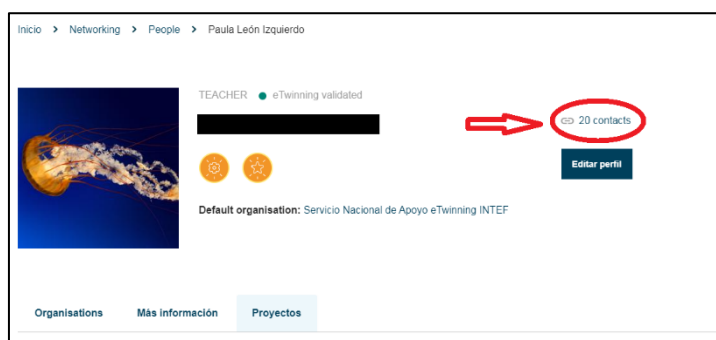 Inicio > Networking > People > Paula León Izquierdo
TEACHER ● eTwinning validated
20 contacts
Editar perfil
Default organisation: Servicio Nacional de Apoyo eTwinning INTEF
Organisations Más información Proyectos